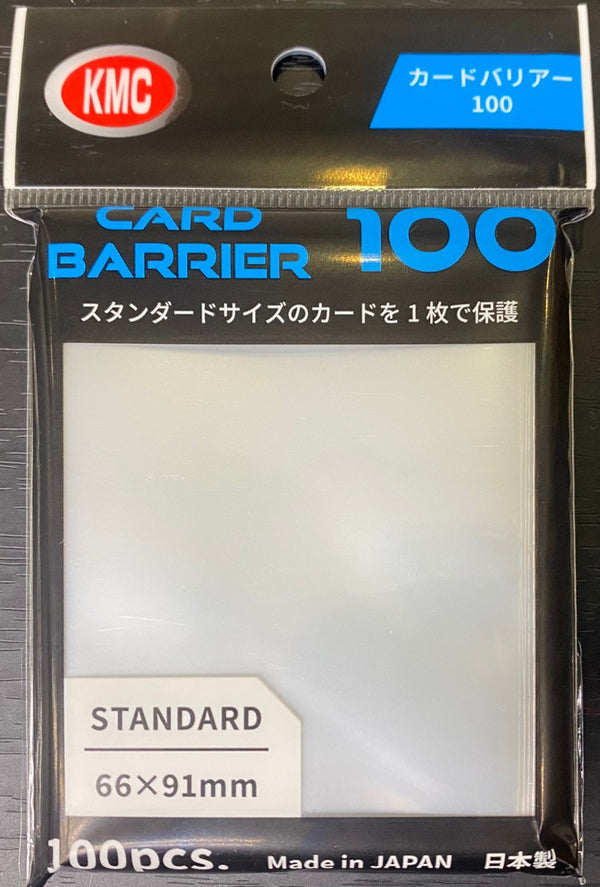 KMC
カードバリアー
100
CARD
BARRIER
100
スタンダードサイズのカードを1枚で保護
STANDARD
66×91mm
100pcs. Made in JAPAN 日本製